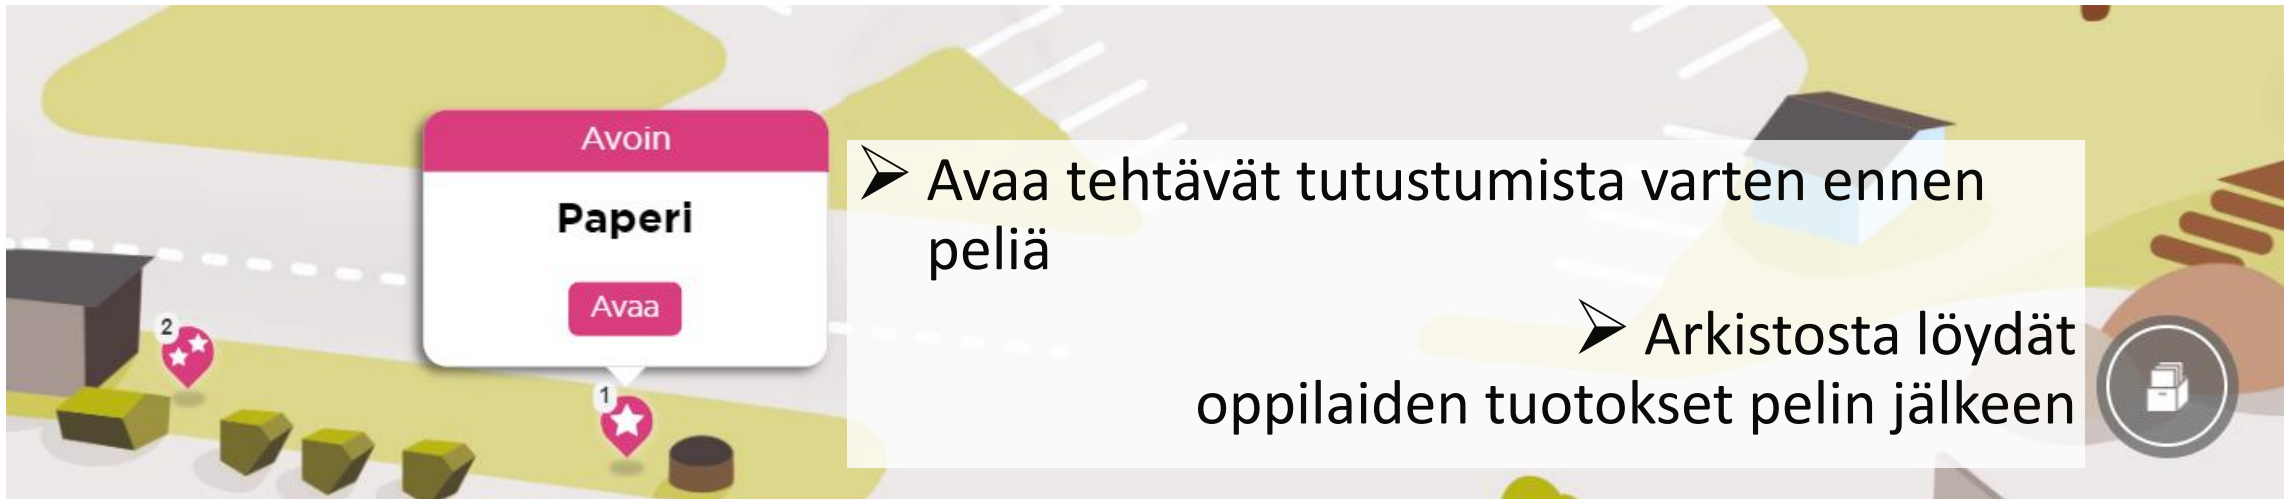 Avoin
Paperi
Avaa
2
1
➢ Avaa tehtävät tutustumista varten ennen
peliä
➢ Arkistosta löydät
oppilaiden tuotokset pelin jälkeen